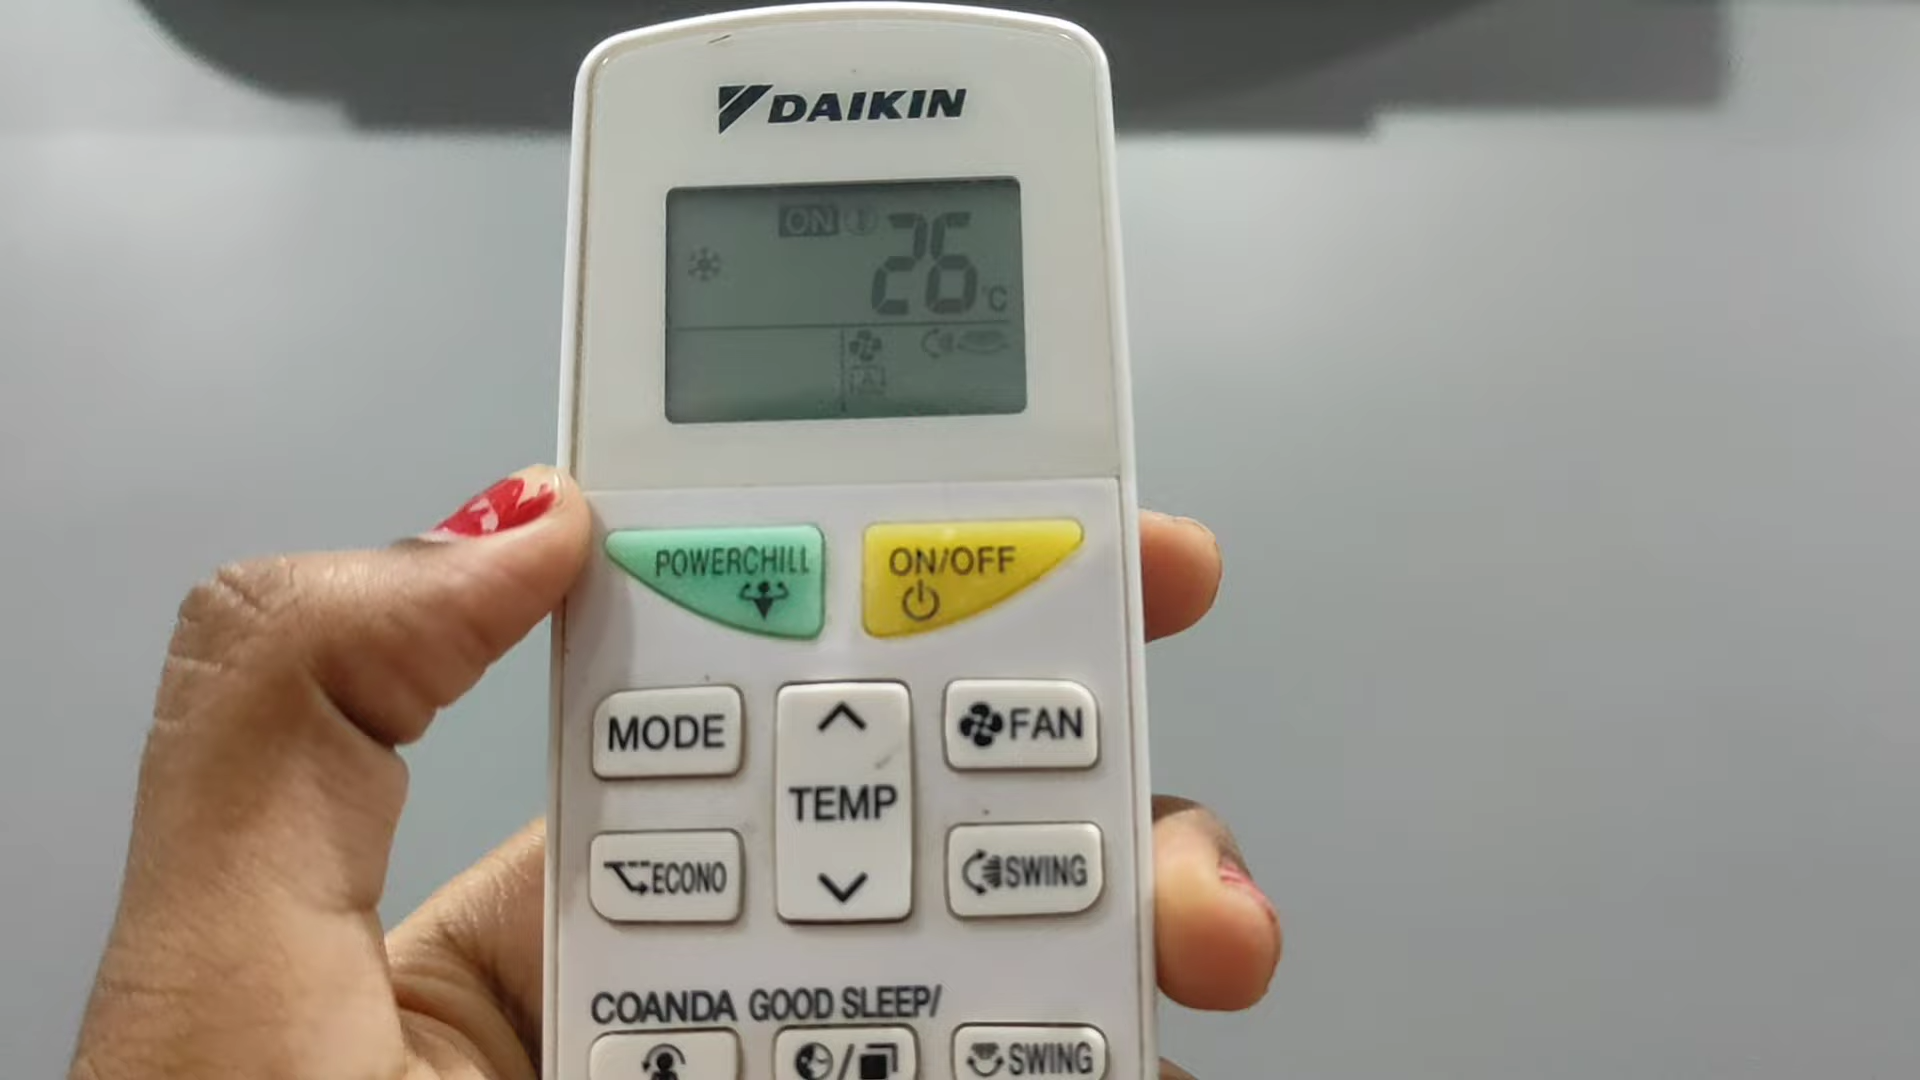 DAIKIN
ON 26°C
A
POWERCHILL
ON/OFF
MODE
TEMP
FAN
ECONO
SWING
COANDA GOOD SLEEP/
/
SWING